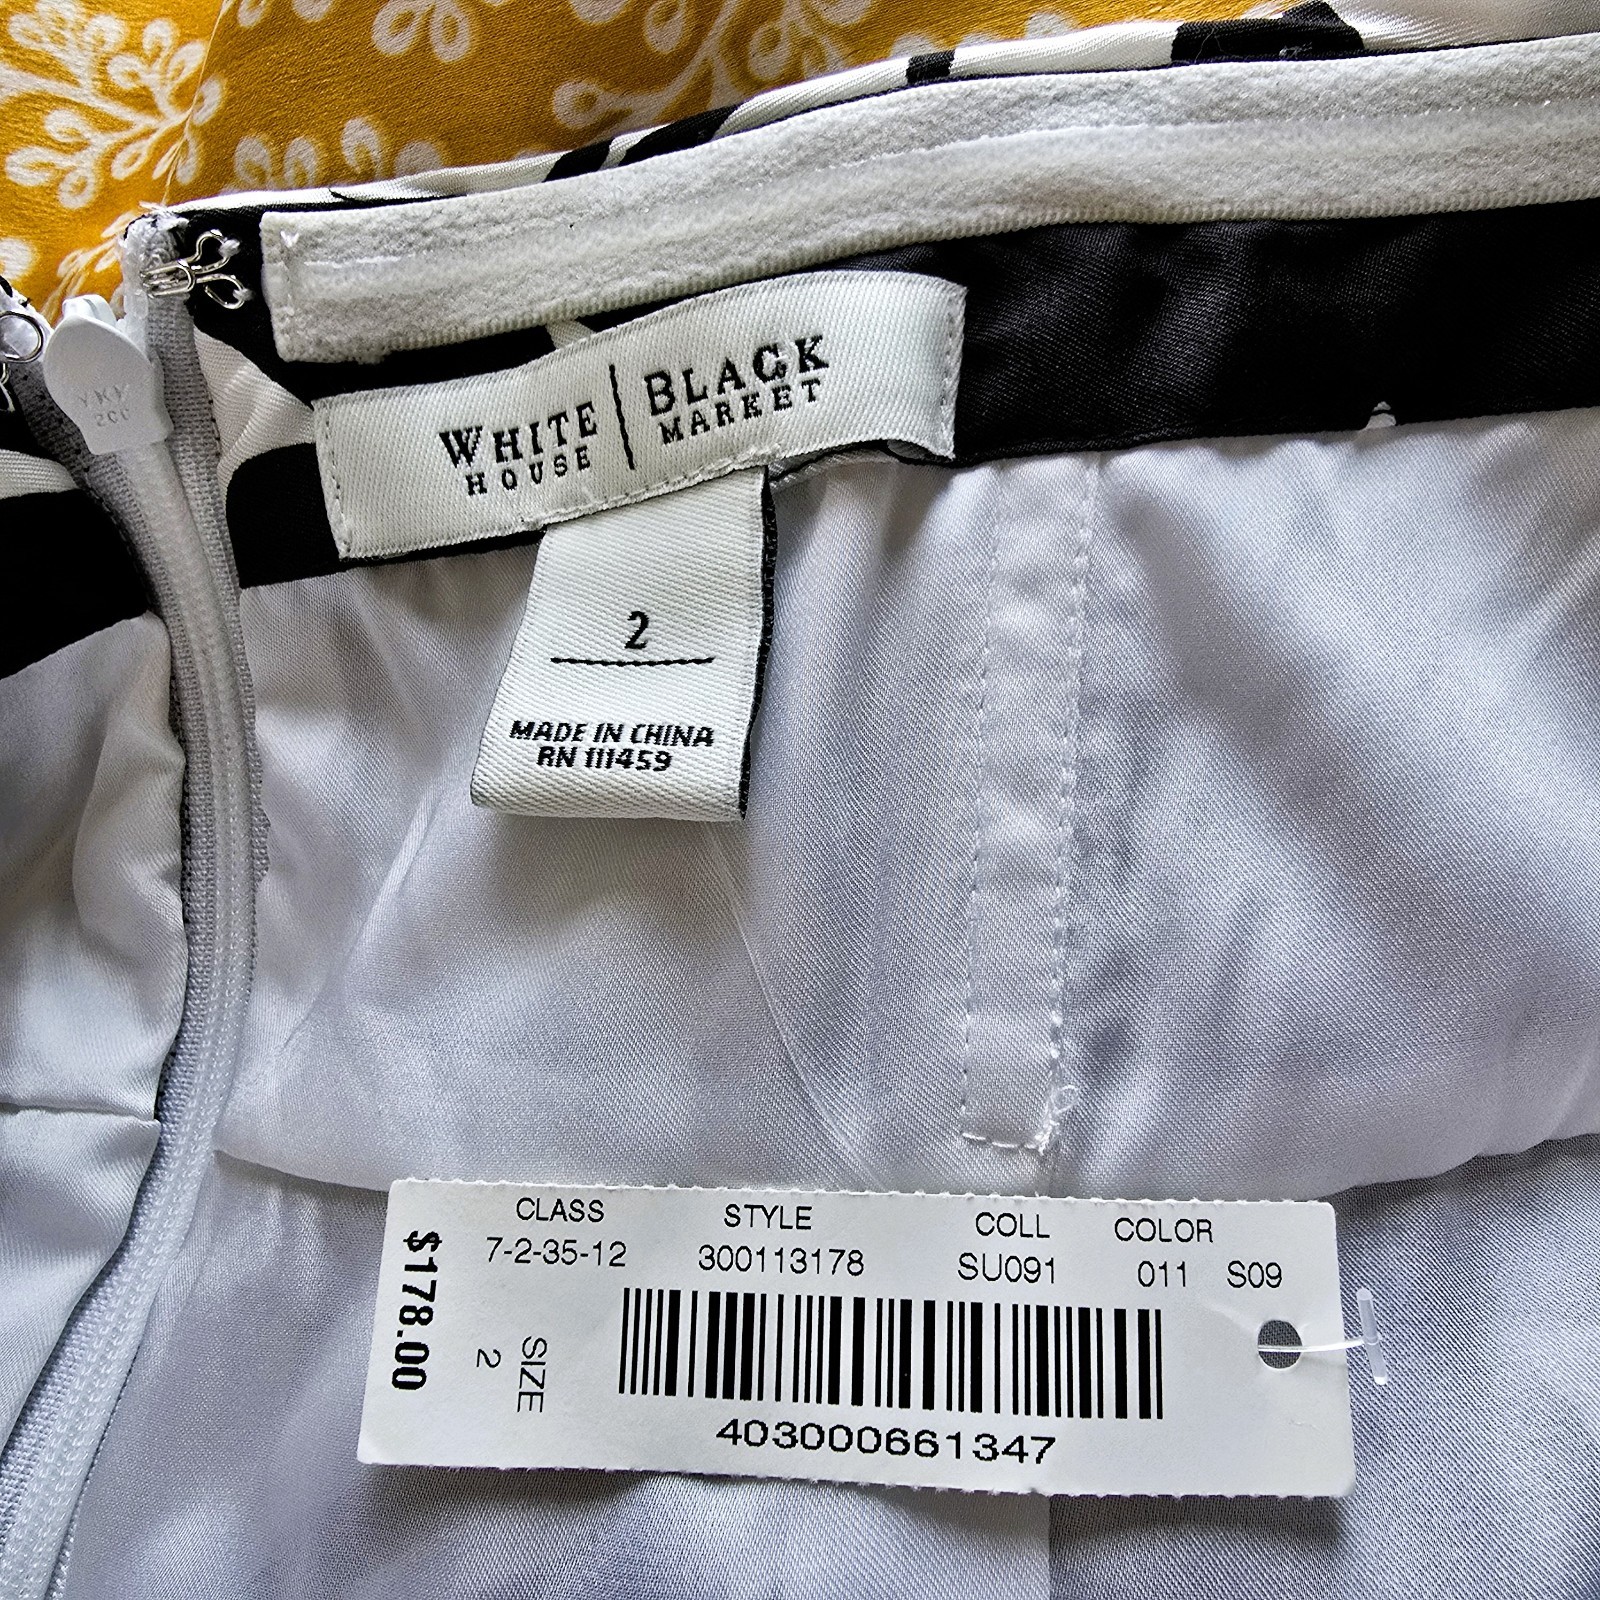 YKK
WHITE | BLACK
HOUSE | MARKET
2
MADE IN CHINA
RN 111459
CLASS STYLE COLL COLOR
7-2-35-12 300113178 SU091 011 S09
$178.00
SIZE
2
403000661347